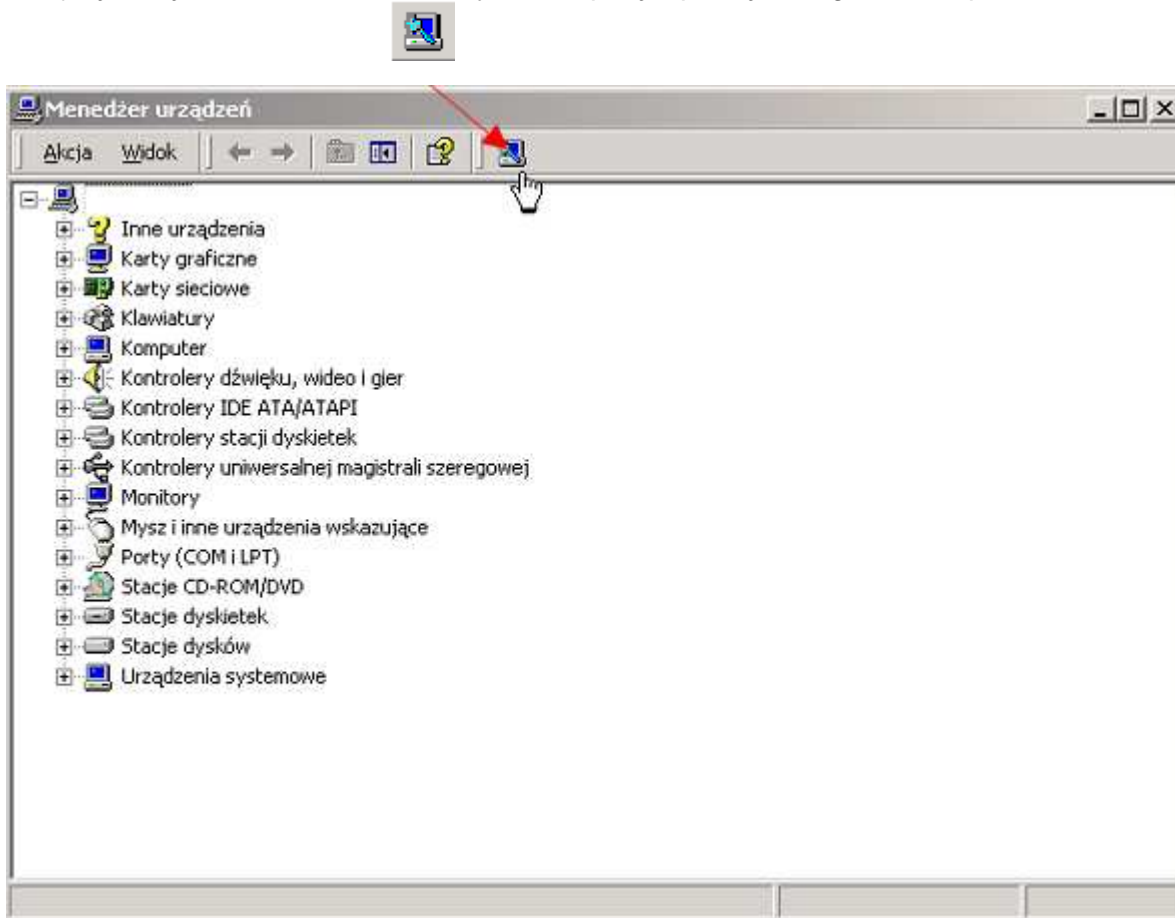 Menedżer urządzeń
Akcja Widok
Inne urządzenia
Karty graficzne
Karty sieciowe
Klawiatury
Komputer
Kontrolery dźwięku, wideo i gier
Kontrolery IDE ATA/ATAPI
Kontrolery stacji dyskietek
Kontrolery uniwersalnej magistrali szeregowej
Monitory
Mysz i inne urządzenia wskazujące
Porty (COM i LPT)
Stacje CD-ROM/DVD
Stacje dyskietek
Stacje dysków
Urządzenia systemowe